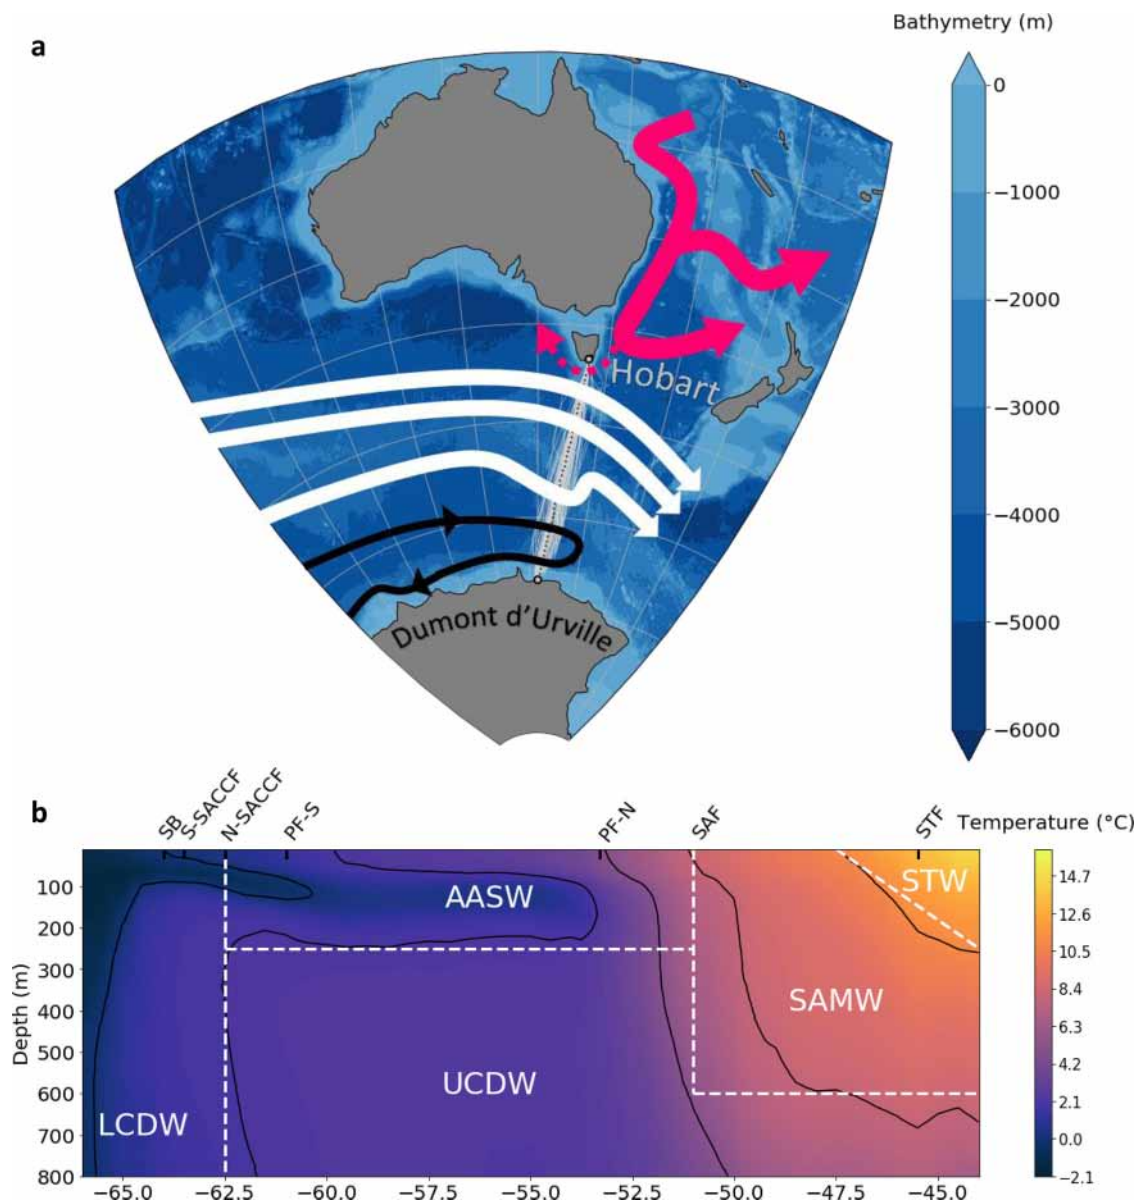 a
Bathymetry (m)
0
−1000
−2000
−3000
−4000
−5000
−6000
Hobart
Dumont d’Urville
b
SB
S-SACCF
N-SACCF
PF-S
PF-N
SAF
STF
Temperature (°C)
100
200
300
400
500
600
700
800
Depth (m)
AASW
STW
SAMW
UCDW
LCDW
14.7
12.6
10.5
8.4
6.3
4.2
2.1
0.0
−2.1
−65.0
−62.5
−60.0
−57.5
−55.0
−52.5
−50.0
−47.5
−45.0